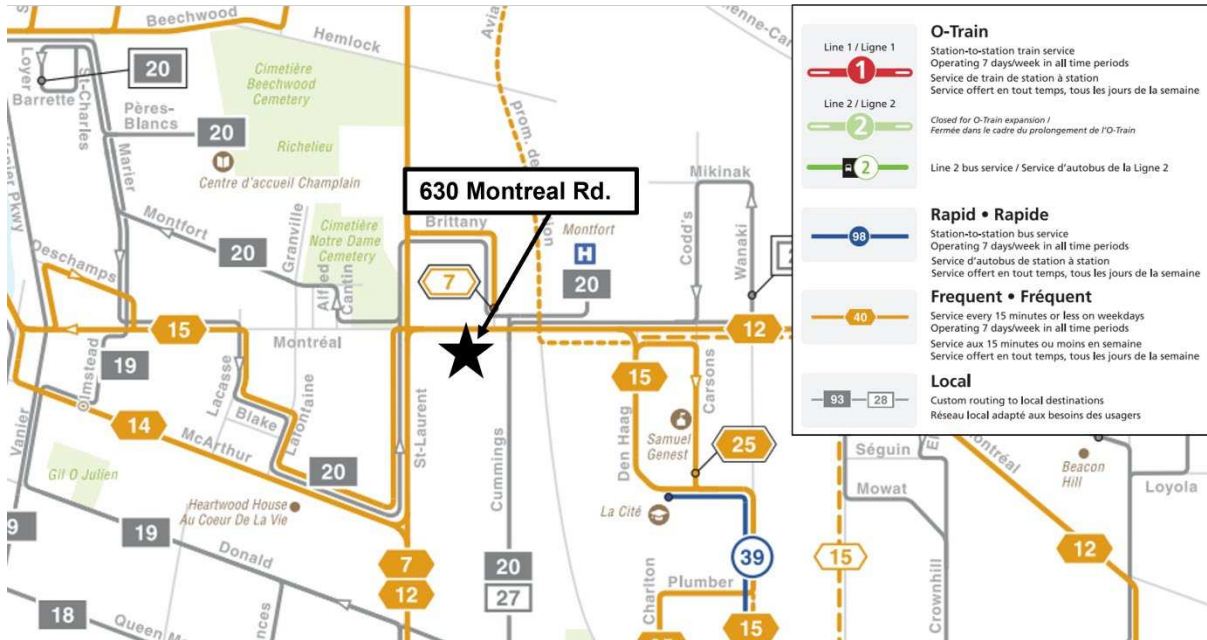 Beechwood
Hemlock
Loyer
20
St-Charles
Barrette
Pères-
Blancs
20
Cimetière
Beechwood
Cemetery
Richelieu
Centre d'accueil Champlain
Marier
Montfort
20
Granville
Cimetière
Notre Dame
Cemetery
Alfred
Cantin
Deschamps
15
Montréal
19
Olmstead
Lacasse
Blake
Lafontaine
14
McArthur
20
Vanier
Gil O Julien
Heartwood House
Au Coeur De La Vie
19
Donald
18
St-Laurent
7
12
630 Montreal Rd.
Brittany
7
Montfort
H
20
Mikinak
Codd's
Wanaki
12
15
Carsons
Den Haag
Samuel
Genest
25
La Cité
Cummings
20
27
39
Plumber
Charlton
15
15
Séguin
Mowat
Crownhill
Beacon
Hill
Loyola
12
O-Train
Line 1 / Ligne 1
1
Station-to-station train service
Operating 7 days/week in all time periods
Service de train de station à station
Service offert en tout temps, tous les jours de la semaine
Line 2 / Ligne 2
2
Closed for O-Train expansion /
Fermée dans le cadre du prolongement de l'O-Train
2
Line 2 bus service / Service d'autobus de la Ligne 2
Rapid • Rapide
98
Station-to-station bus service
Operating 7 days/week in all time periods
Service d'autobus de station à station
Service offert en tout temps, tous les jours de la semaine
Frequent • Fréquent
40
Service every 15 minutes or less on weekdays
Operating 7 days/week in all time periods
Service aux 15 minutes ou moins en semaine
Service offert en tout temps, tous les jours de la semaine
Local
93
28
Custom routing to local destinations
Réseau local adapté aux besoins des usagers